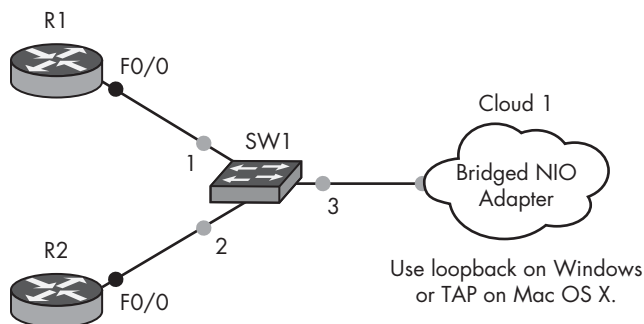 R1
F0/0
Cloud 1
SW1
1
Bridged NIO
Adapter
3
R2
2
F0/0
Use loopback on Windows
or TAP on Mac OS X.